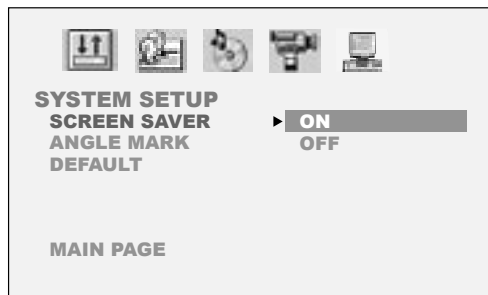 SYSTEM SETUP
SCREEN SAVER ON
ANGLE MARK OFF
DEFAULT
MAIN PAGE